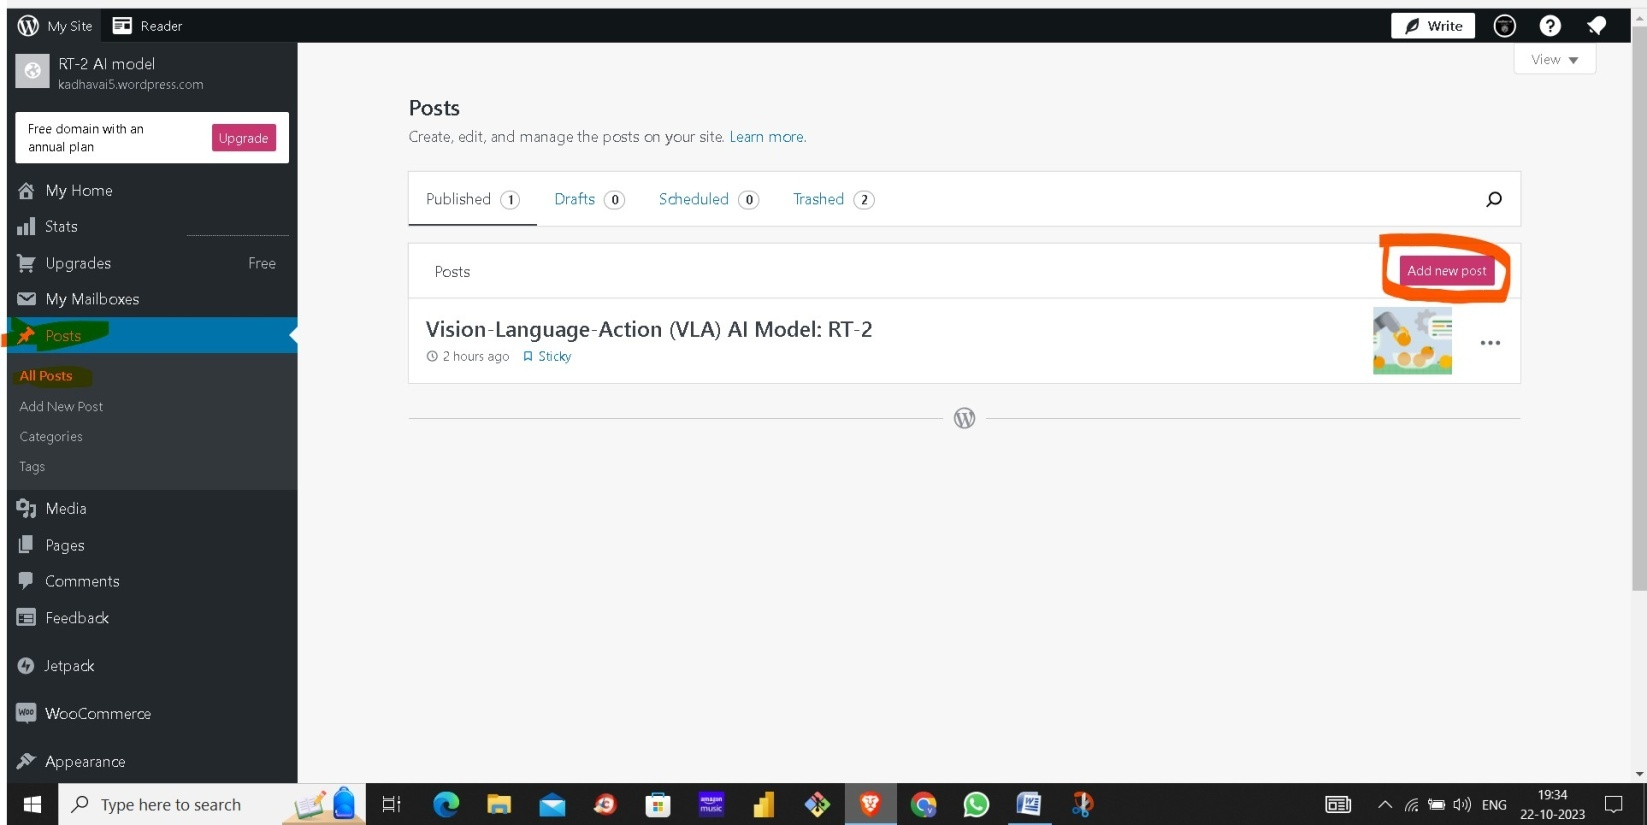 My Site
Reader
Write
RT-2 AI model
kadhavai5.wordpress.com
View
Free domain with an
annual plan
Upgrade
My Home
Stats
Upgrades Free
My Mailboxes
Posts
All Posts
Add New Post
Categories
Tags
Media
Pages
Comments
Feedback
Jetpack
WooCommerce
Appearance
Posts
Create, edit, and manage the posts on your site. Learn more.
Published 1 Drafts 0 Scheduled 0 Trashed 2
Posts
Add new post
Vision-Language-Action (VLA) AI Model: RT-2
2 hours ago Sticky
Type here to search
amazon
music
ENG
19:34
22-10-2023